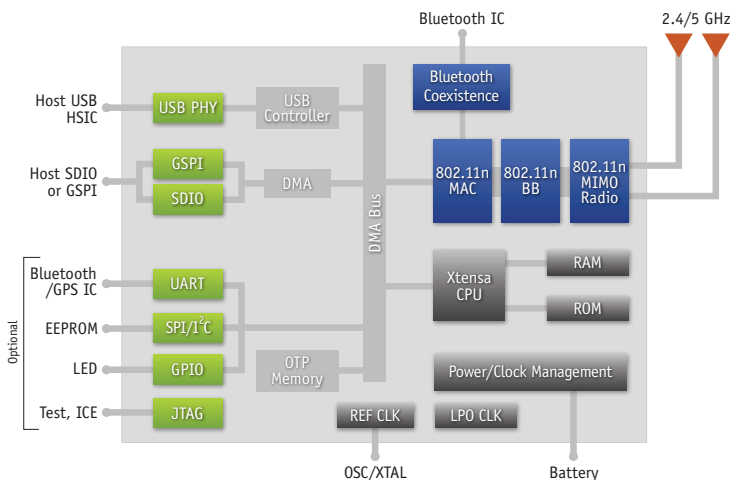 Bluetooth IC
2.4/5 GHz
Bluetooth
Coexistence
Host USB
HSIC
USB PHY
USB
Controller
Host SDIO
or GSPI
GSPI
SDIO
DMA
DMA Bus
802.11n
MAC
802.11n
BB
802.11n
MIMO
Radio
Optional
Bluetooth
/GPS IC
UART
EEPROM
SPI/I²C
LED
GPIO
Test, ICE
JTAG
OTP
Memory
Xtensa
CPU
RAM
ROM
Power/Clock Management
REF CLK
LPO CLK
OSC/XTAL
Battery